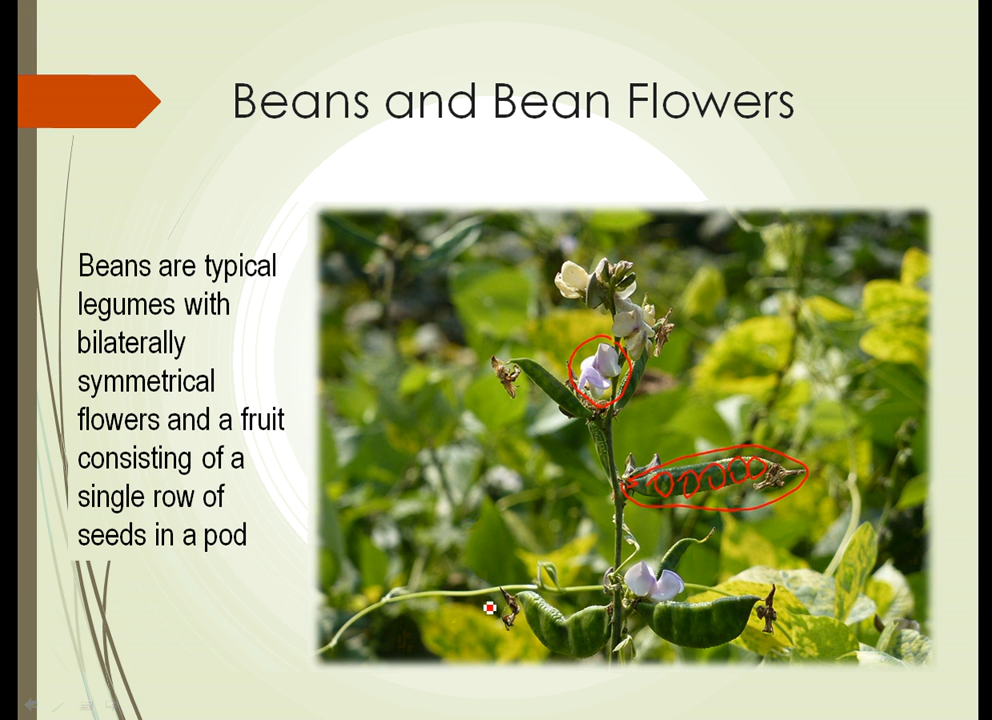 Beans and Bean Flowers
Beans are typical
legumes with
bilaterally
symmetrical
flowers and a fruit
consisting of a
single row of
seeds in a pod